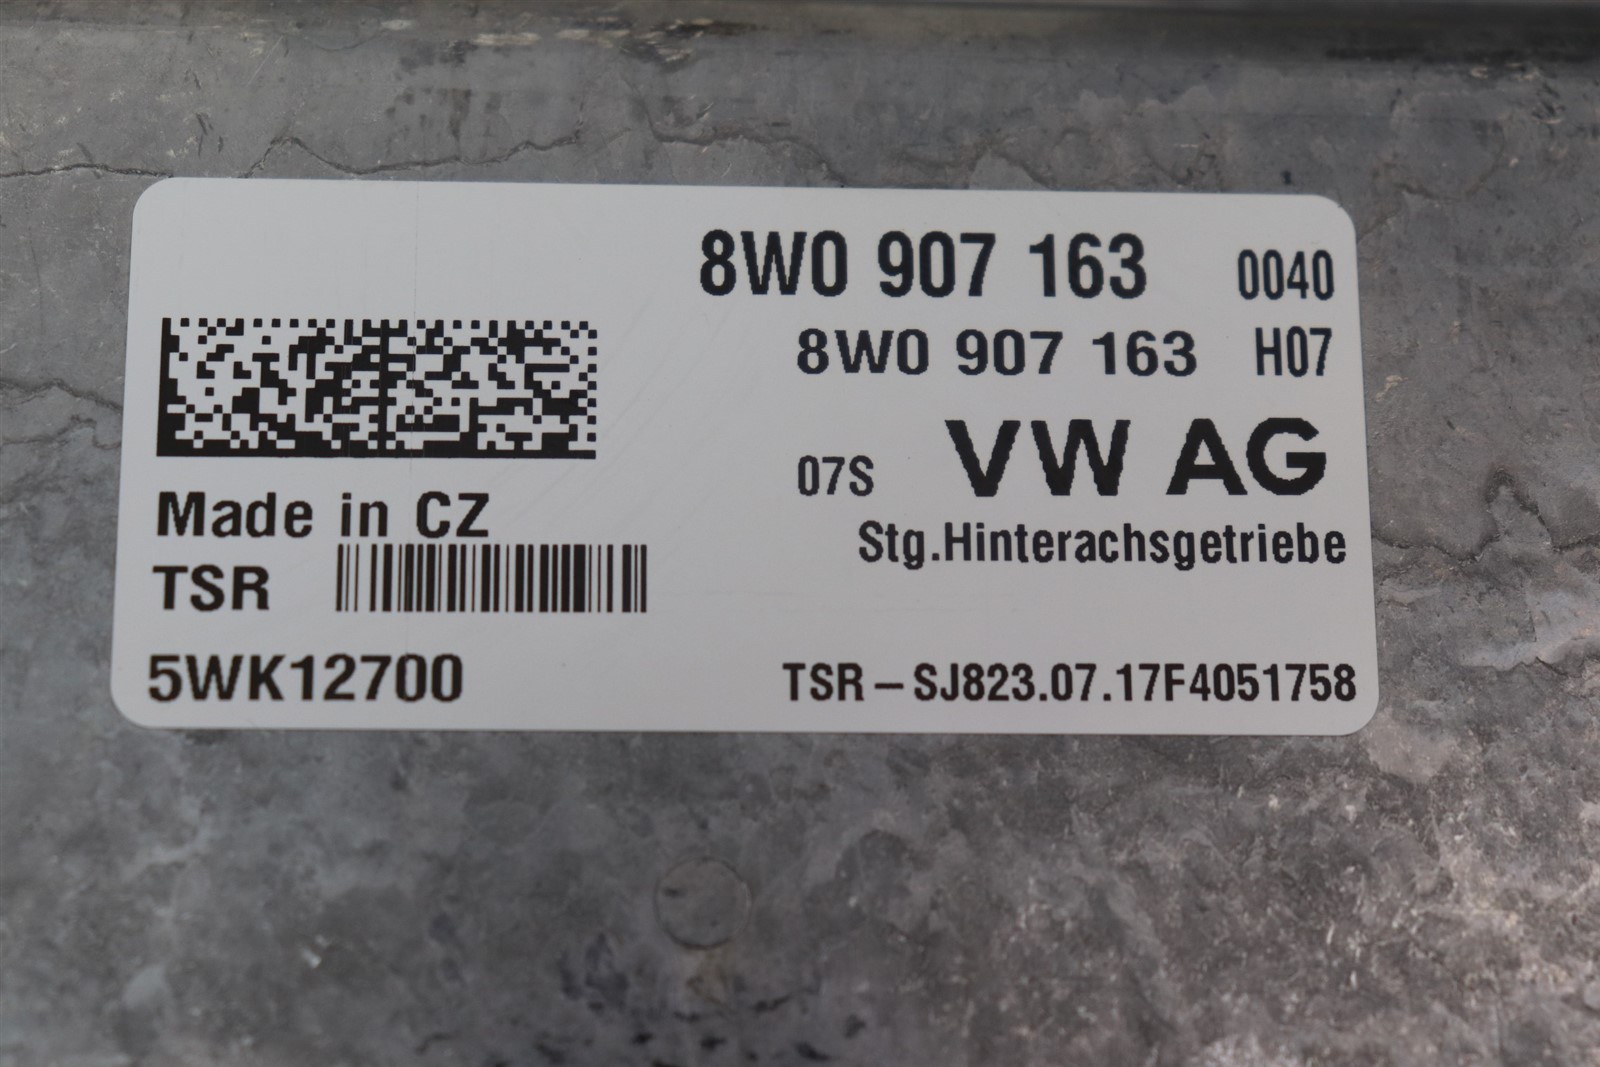 8W0 907 163 0040
8W0 907 163 H07
07S VW AG
Stg.Hinterachsgetriebe
Made in CZ
TSR
5WK12700
TSR-SJ823.07.17F4051758